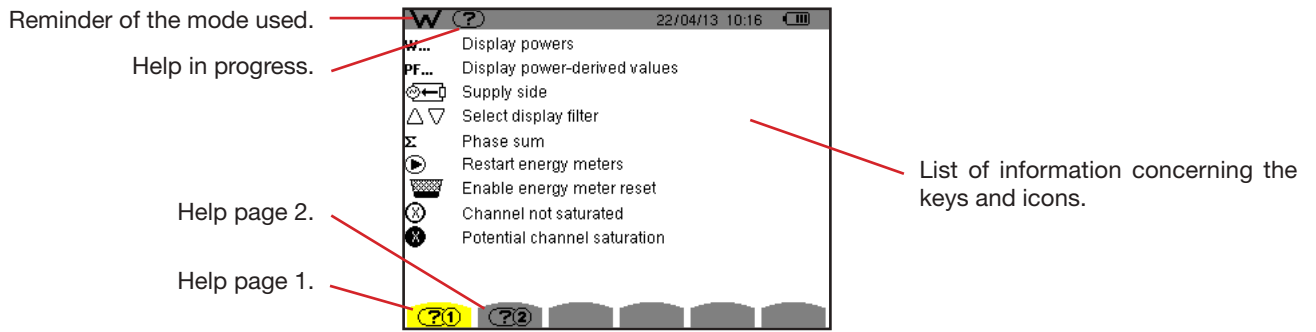 Reminder of the mode used.
Help in progress.
Help page 2.
Help page 1.
W ? 22/04/13 10:16
W... Display powers
PF... Display power-derived values
Supply side
Select display filter
Σ Phase sum
Restart energy meters
Enable energy meter reset
X Channel not saturated
X Potential channel saturation
?1 ?2
List of information concerning the
keys and icons.